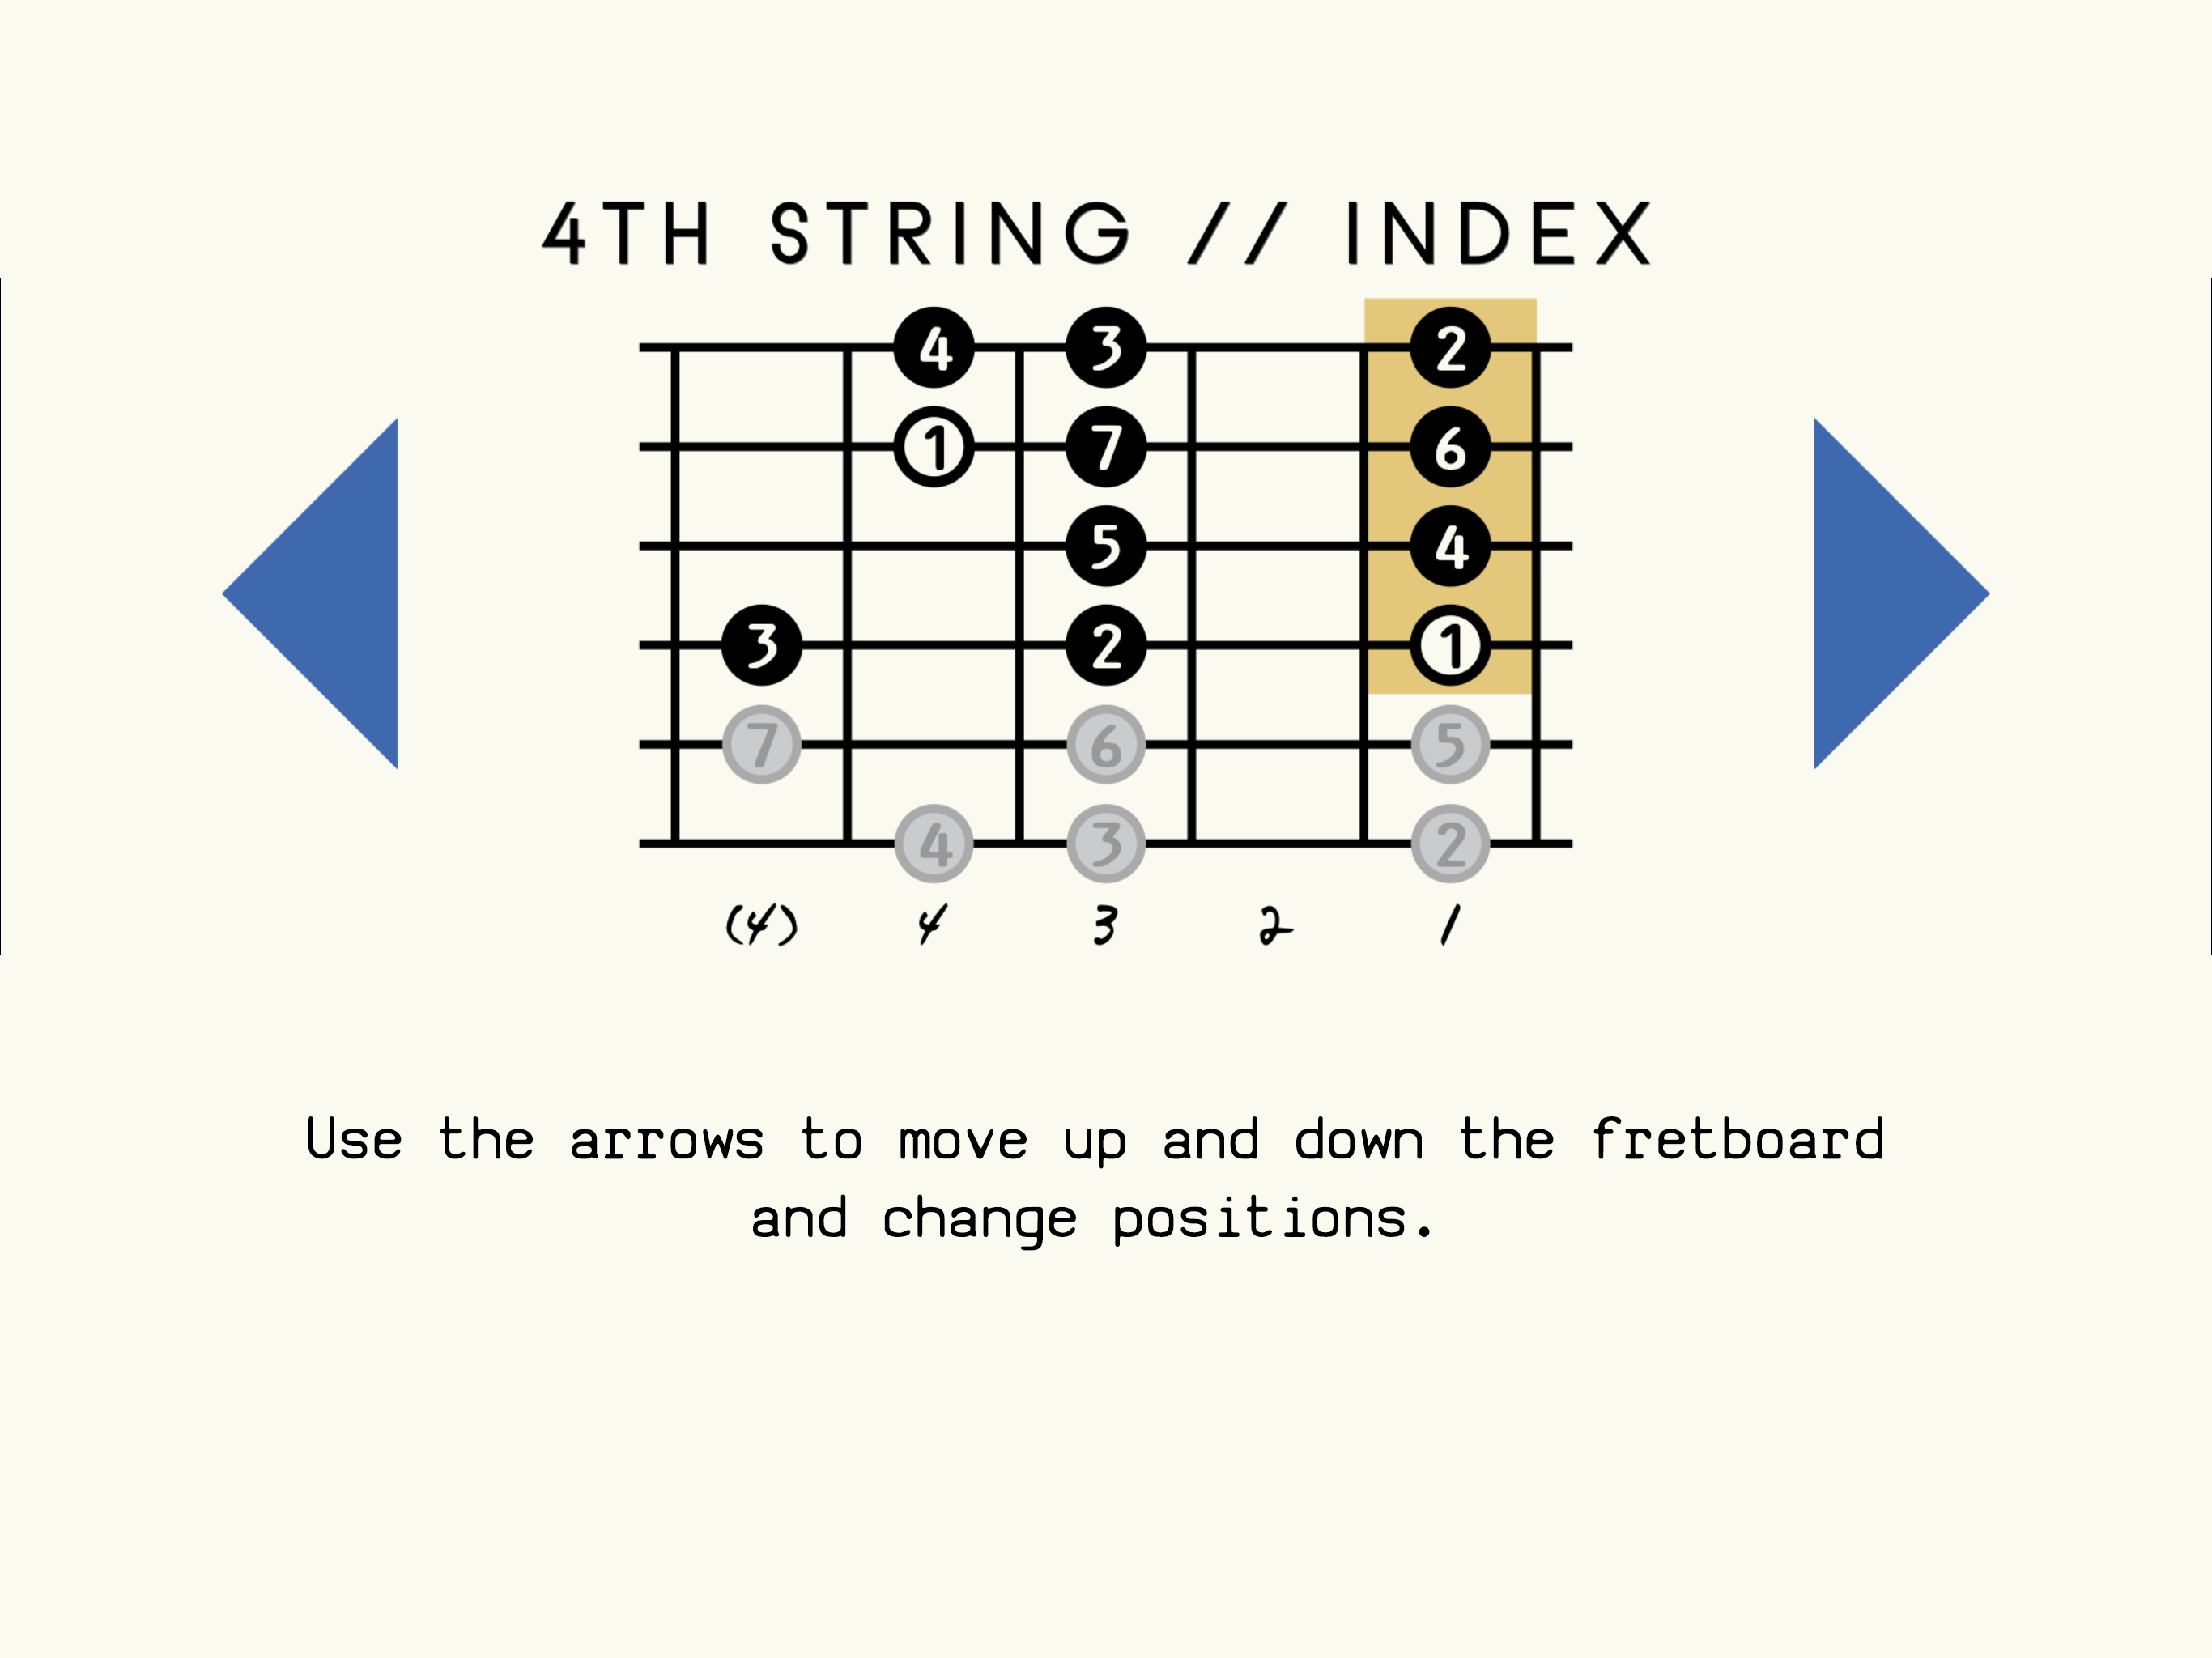 4TH STRING // INDEX
4 3 2
1 7 6
5 4
3 2 1
7 6 5
4 3 2
(4) 4 3 2 1
Use the arrows to move up and down the fretboard
and change positions.